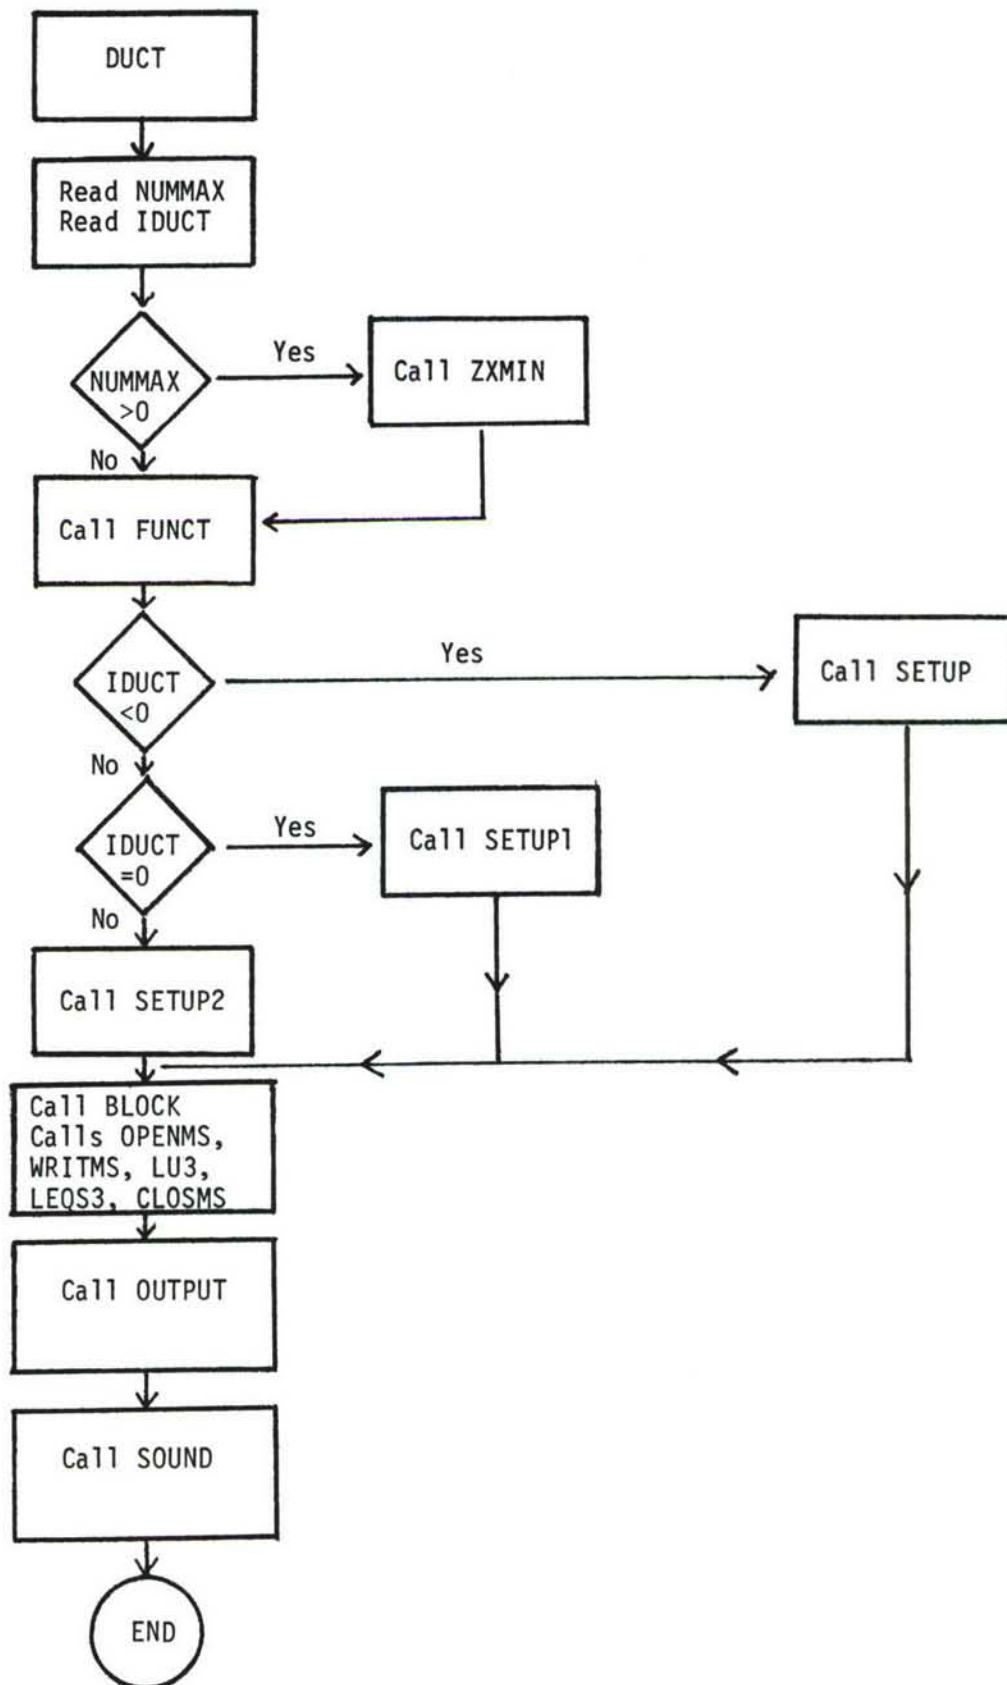 DUCT
Read NUMMAX
Read IDUCT
NUMMAX
>0
Yes
Call ZXMIN
No
Call FUNCT
IDUCT
<0
Yes
Call SETUP
No
IDUCT
=0
Yes
Call SETUP1
No
Call SETUP2
Call BLOCK
Calls OPENMS,
WRITMS, LU3,
LEQS3, CLOSMS
Call OUTPUT
Call SOUND
END